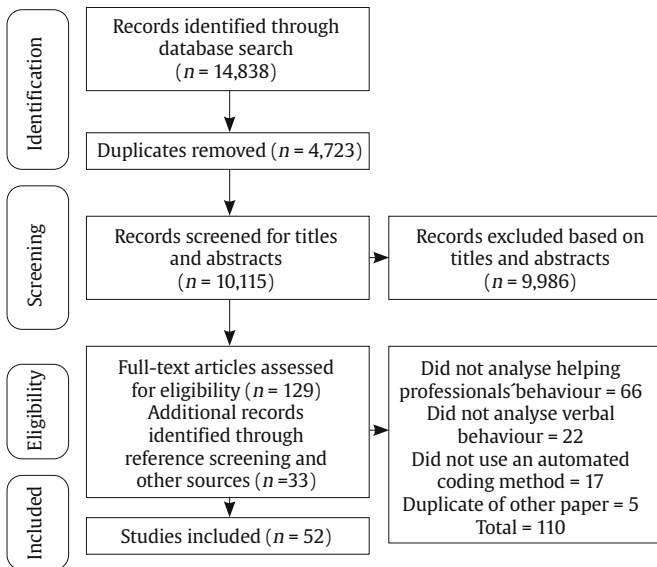 Identification
Records identified through
database search
(n = 14,838)
Duplicates removed (n = 4,723)
Screening
Records screened for titles
and abstracts
(n = 10,115)
Records excluded based on
titles and abstracts
(n = 9,986)
Eligibility
Full-text articles assessed
for eligibility (n = 129)
Additional records
identified through
reference screening and
other sources (n =33)
Did not analyse helping
professionals´behaviour = 66
Did not analyse verbal
behaviour = 22
Did not use an automated
coding method = 17
Duplicate of other paper = 5
Total = 110
Included
Studies included (n = 52)